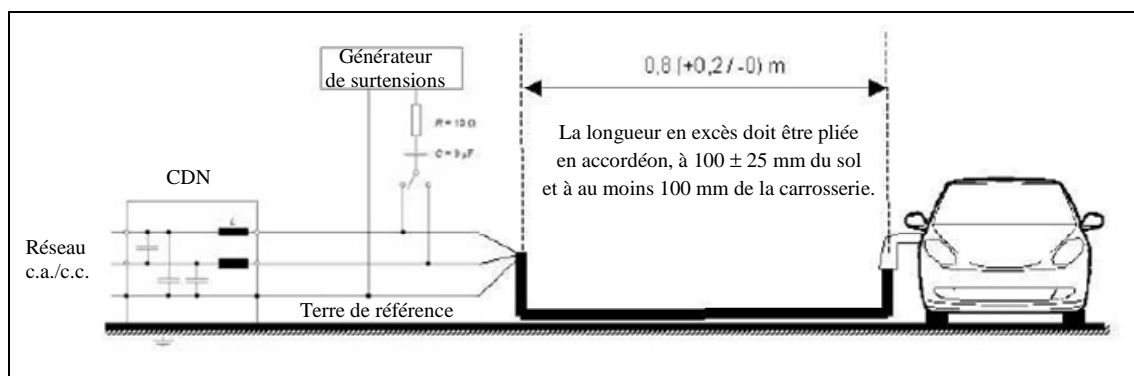 Générateur
de surtensions
0,8 (+0,2 / -0) m
R = 10 Ω
C = 9 µF
La longueur en excès doit être pliée
en accordéon, à 100 ± 25 mm du sol
et à au moins 100 mm de la carrosserie.
CDN
L
Réseau
c.a./c.c.
Terre de référence